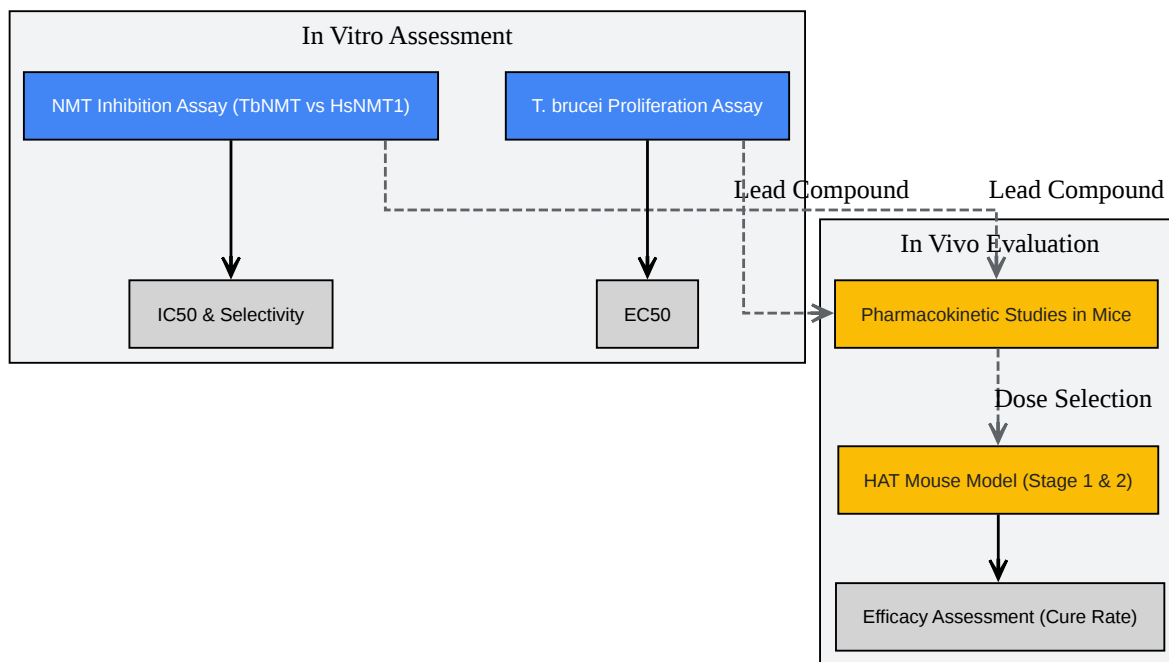 In Vitro Assessment
NMT Inhibition Assay (TbNMT vs HsNMT1)
T. brucei Proliferation Assay
Lead Compound
Lead Compound
In Vivo Evaluation
IC50 & Selectivity
EC50
Pharmacokinetic Studies in Mice
Dose Selection
HAT Mouse Model (Stage 1 & 2)
Efficacy Assessment (Cure Rate)